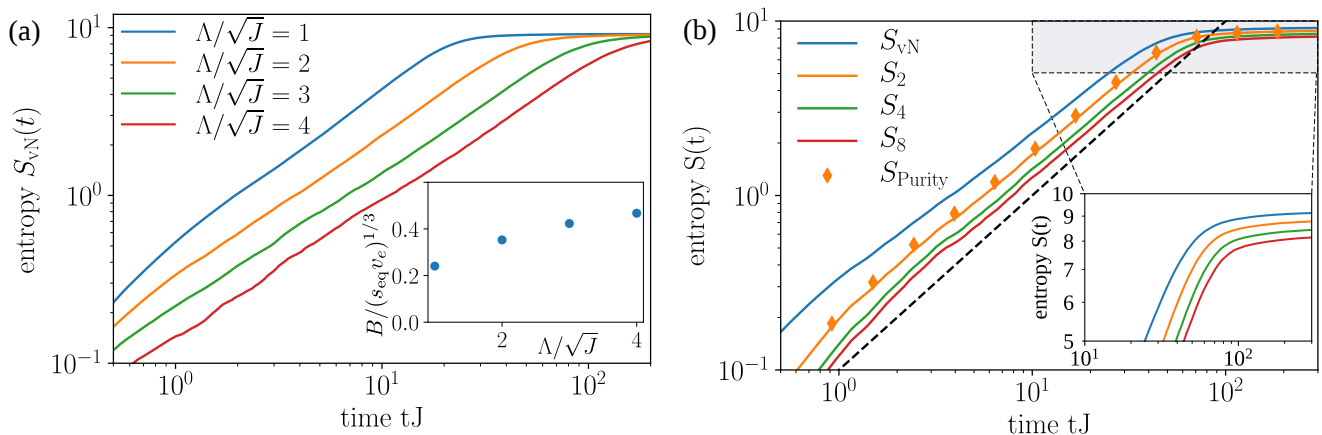 (a)
Λ/√J = 1
Λ/√J = 2
Λ/√J = 3
Λ/√J = 4
entropy S_vN(t)
10^1
10^0
10^−1
10^0
10^1
10^2
time tJ
B/(s_eq v_e)^1/3
0.4
0.2
0.0
2
4
Λ/√J
(b)
S_vN
S_2
S_4
S_8
S_Purity
entropy S(t)
10^1
10^0
10^−1
10^0
10^1
10^2
time tJ
entropy S(t)
10
9
8
7
6
5
10^1
10^2